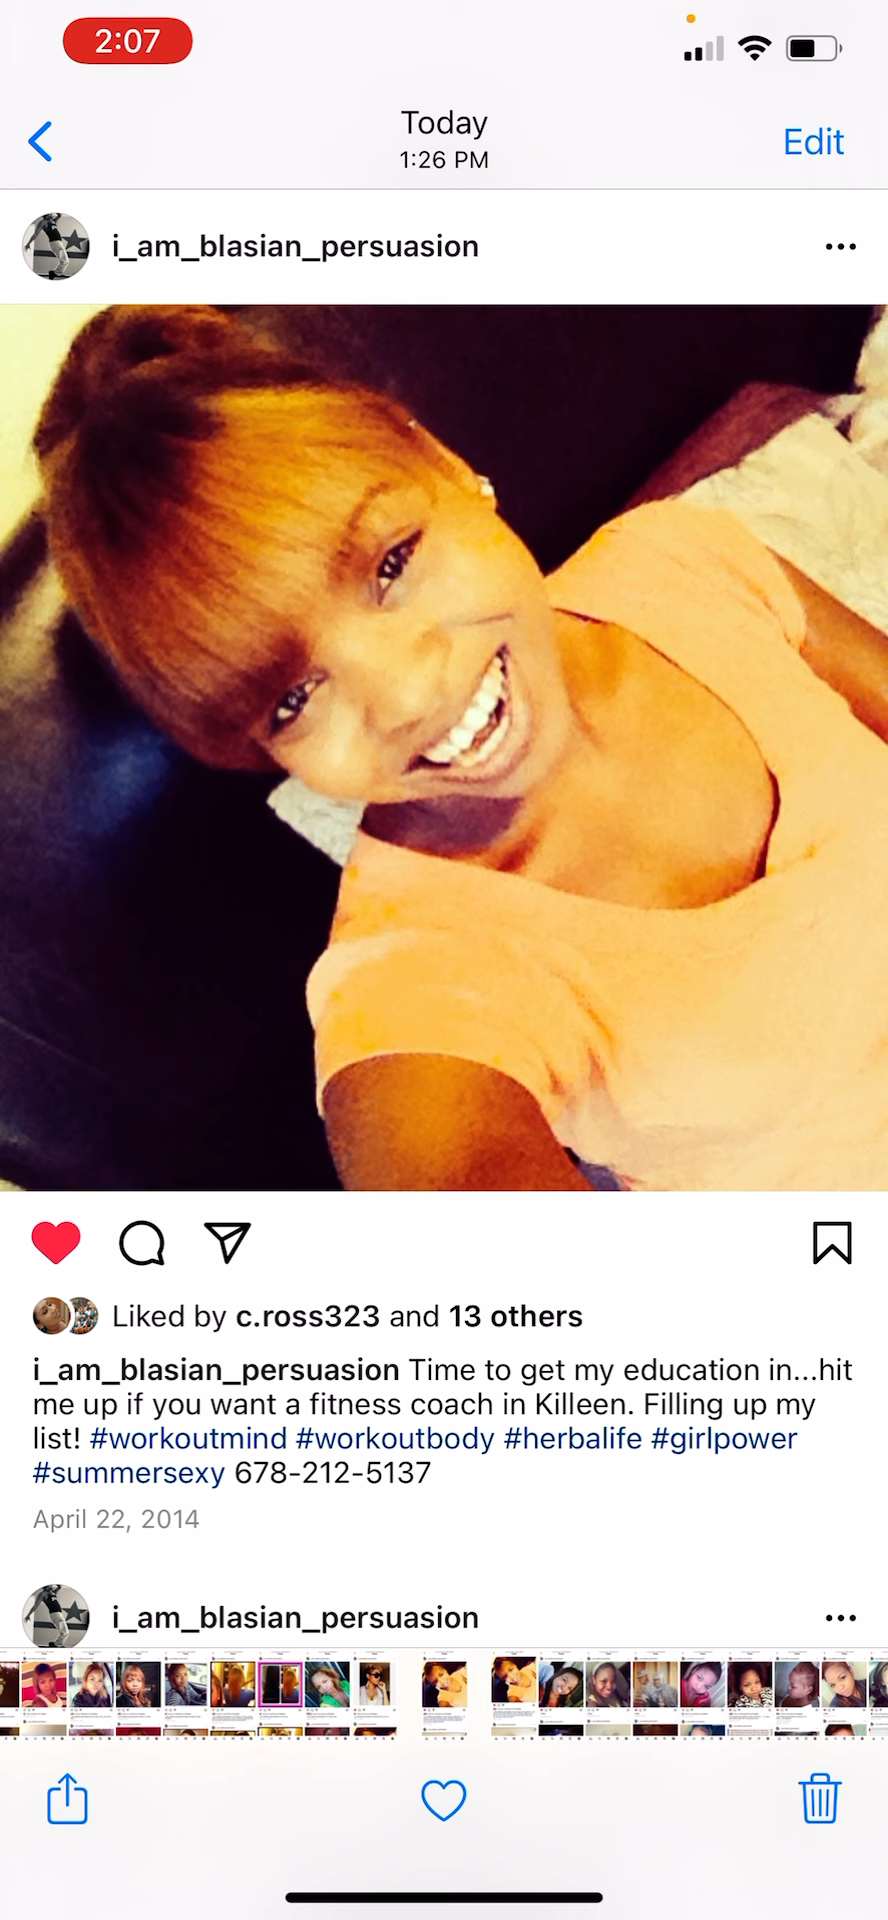 2:07
Today
1:26 PM
Edit
i_am_blasian_persuasion
Liked by c.ross323 and 13 others
i_am_blasian_persuasion Time to get my education in...hit
me up if you want a fitness coach in Killeen. Filling up my
list! #workoutmind #workoutbody #herbalife #girlpower
#summersexy 678-212-5137
April 22, 2014
i_am_blasian_persuasion